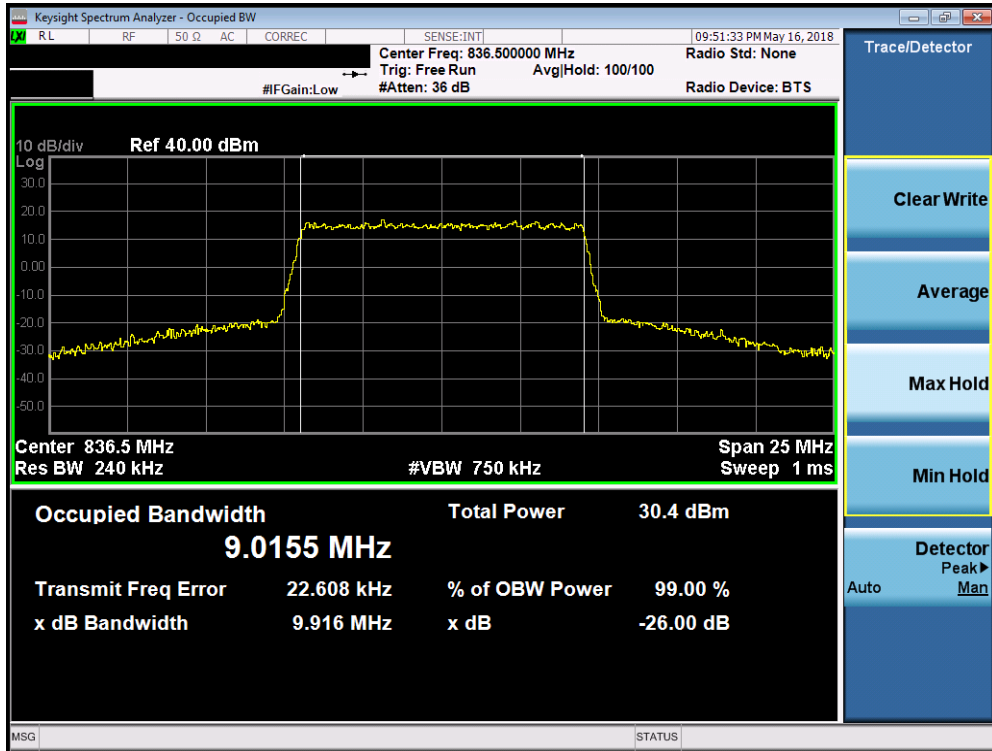 Keysight Spectrum Analyzer - Occupied BW
LXI RL RF 50 Ω AC CORREC SENSE:INT 09:51:33 PM May 16, 2018
Center Freq: 836.500000 MHz Radio Std: None
Trig: Free Run Avg|Hold: 100/100
#IFGain:Low #Atten: 36 dB Radio Device: BTS
10 dB/div Ref 40.00 dBm
Log
30.0
20.0
10.0
0.00
-10.0
-20.0
-30.0
-40.0
-50.0
Center 836.5 MHz Span 25 MHz
Res BW 240 kHz #VBW 750 kHz Sweep 1 ms
Occupied Bandwidth Total Power 30.4 dBm
9.0155 MHz
Transmit Freq Error 22.608 kHz % of OBW Power 99.00 %
x dB Bandwidth 9.916 MHz x dB -26.00 dB
Trace/Detector
Clear Write
Average
Max Hold
Min Hold
Detector
Peak▶
Auto Man
MSG STATUS